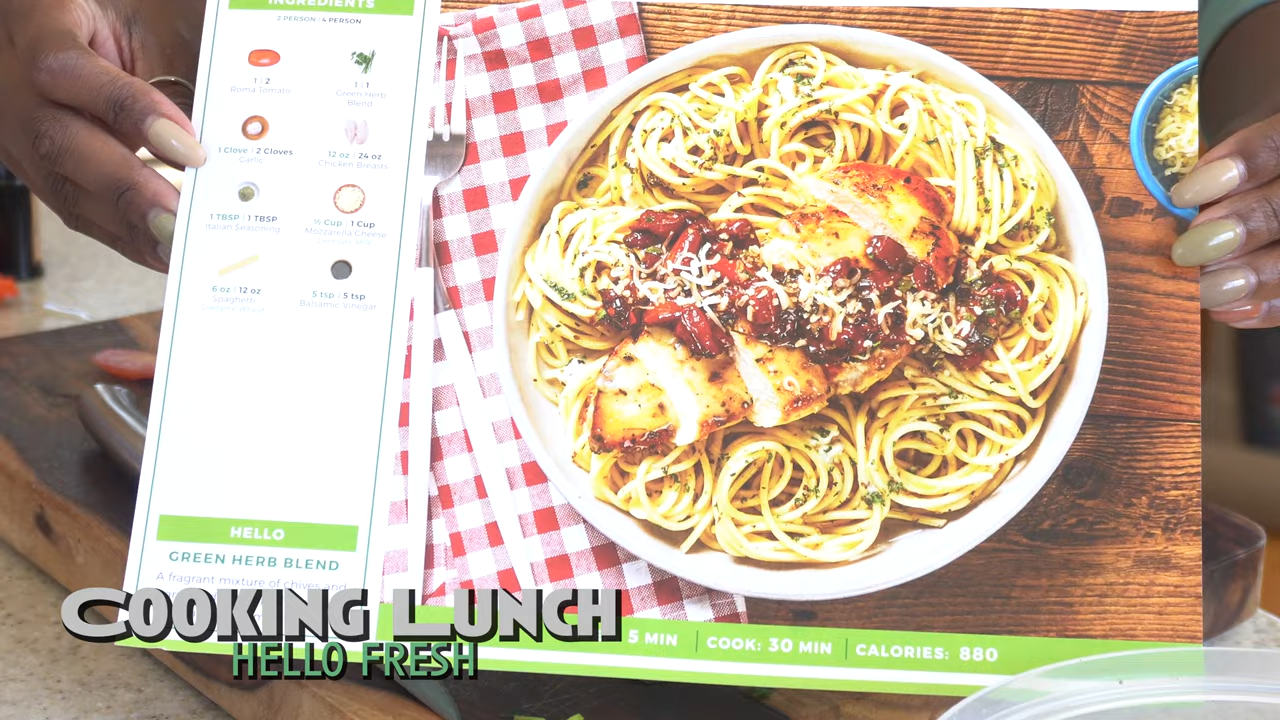 INGREDIENTS
2 PERSON | 4 PERSON
1 | 2
Roma Tomato
1 | 1
Green Herb
Blend
1 Clove | 2 Cloves
Garlic
12 oz | 24 oz
Chicken Breasts
1 TBSP | 1 TBSP
Italian Seasoning
½ Cup | 1 Cup
Mozzarella Cheese
6 oz | 12 oz
Spaghetti
5 tsp | 5 tsp
Balsamic Vinegar
HELLO
GREEN HERB BLEND
A fragrant mixture of chives and
5 MIN | COOK: 30 MIN | CALORIES: 880
COOKING LUNCH
HELLO FRESH